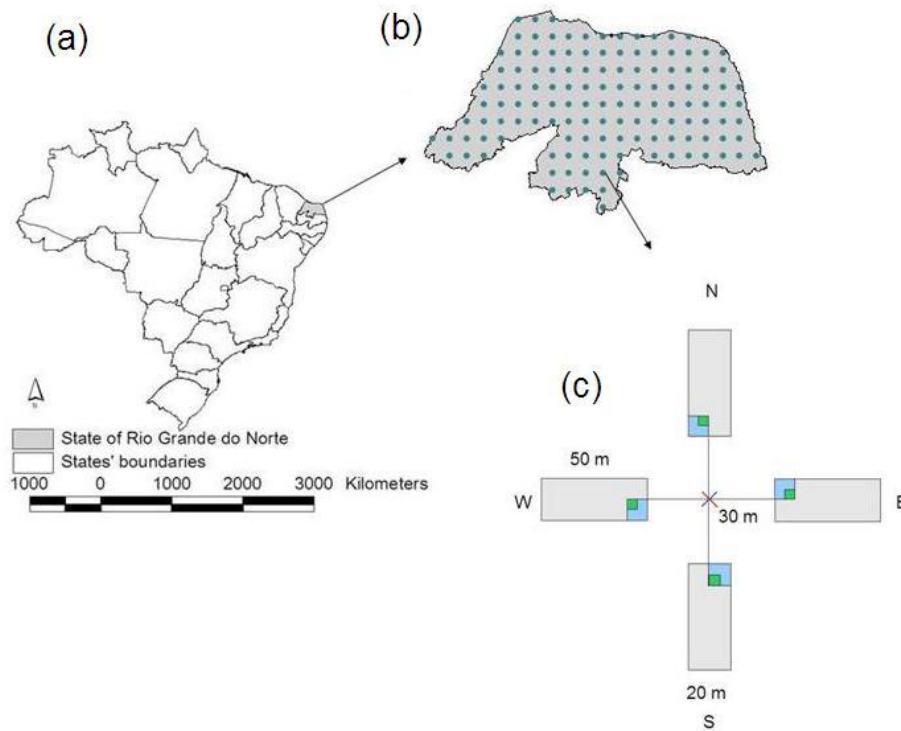 (a)
(b)
N
State of Rio Grande do Norte
States' boundaries
1000 0 1000 2000 3000 Kilometers
N
(c)
50 m
W
30 m
E
20 m
S